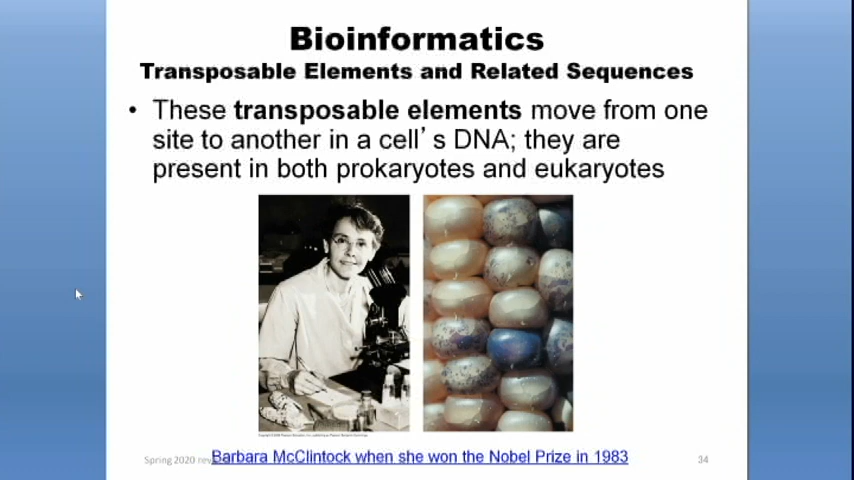 Bioinformatics
Transposable Elements and Related Sequences
• These transposable elements move from one
site to another in a cell’s DNA; they are
present in both prokaryotes and eukaryotes
Spring 2020
Barbara McClintock when she won the Nobel Prize in 1983
34